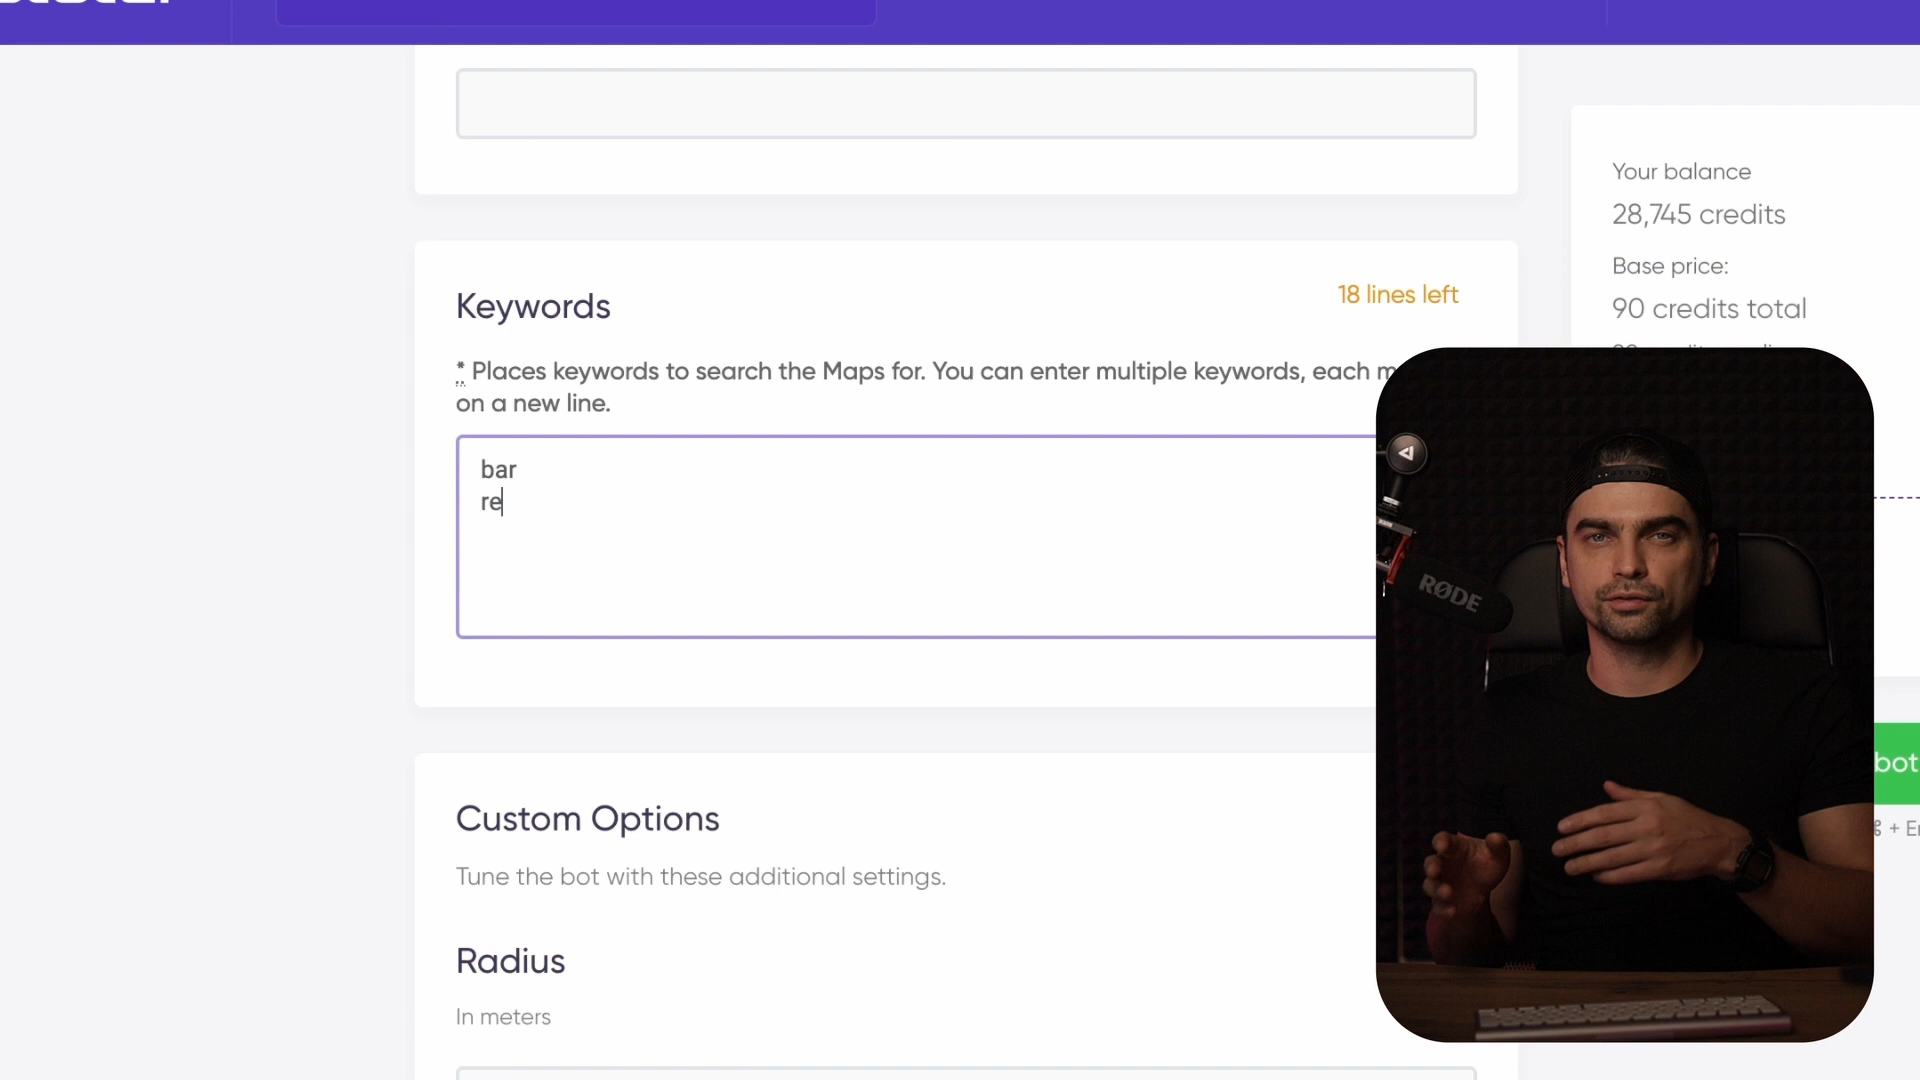 Your balance
28,745 credits
Base price:
90 credits total
Keywords
18 lines left
* Places keywords to search the Maps for. You can enter multiple keywords, each
on a new line.
bar
re
RØDE
bot
Custom Options
Tune the bot with these additional settings.
Radius
In meters